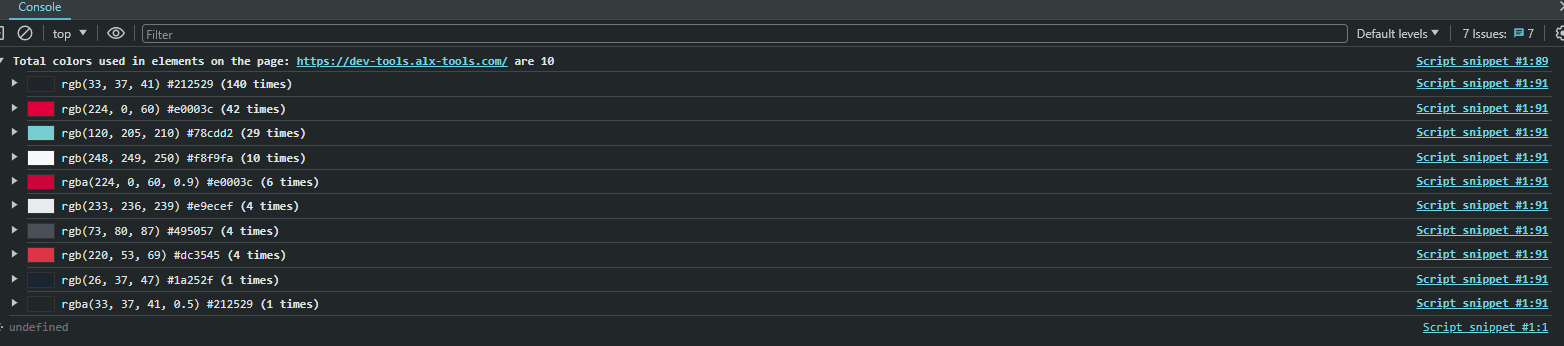 Console
top Filter Default levels 7 Issues: 7
Total colors used in elements on the page: https://dev-tools.alx-tools.com/ are 10 Script snippet #1:89
rgb(33, 37, 41) #212529 (140 times) Script snippet #1:91
rgb(224, 0, 60) #e0003c (42 times) Script snippet #1:91
rgb(120, 205, 210) #78cdd2 (29 times) Script snippet #1:91
rgb(248, 249, 250) #f8f9fa (10 times) Script snippet #1:91
rgba(224, 0, 60, 0.9) #e0003c (6 times) Script snippet #1:91
rgb(233, 236, 239) #e9ecef (4 times) Script snippet #1:91
rgb(73, 80, 87) #495057 (4 times) Script snippet #1:91
rgb(220, 53, 69) #dc3545 (4 times) Script snippet #1:91
rgb(26, 37, 47) #1a252f (1 times) Script snippet #1:91
rgba(33, 37, 41, 0.5) #212529 (1 times) Script snippet #1:91
undefined Script snippet #1:1